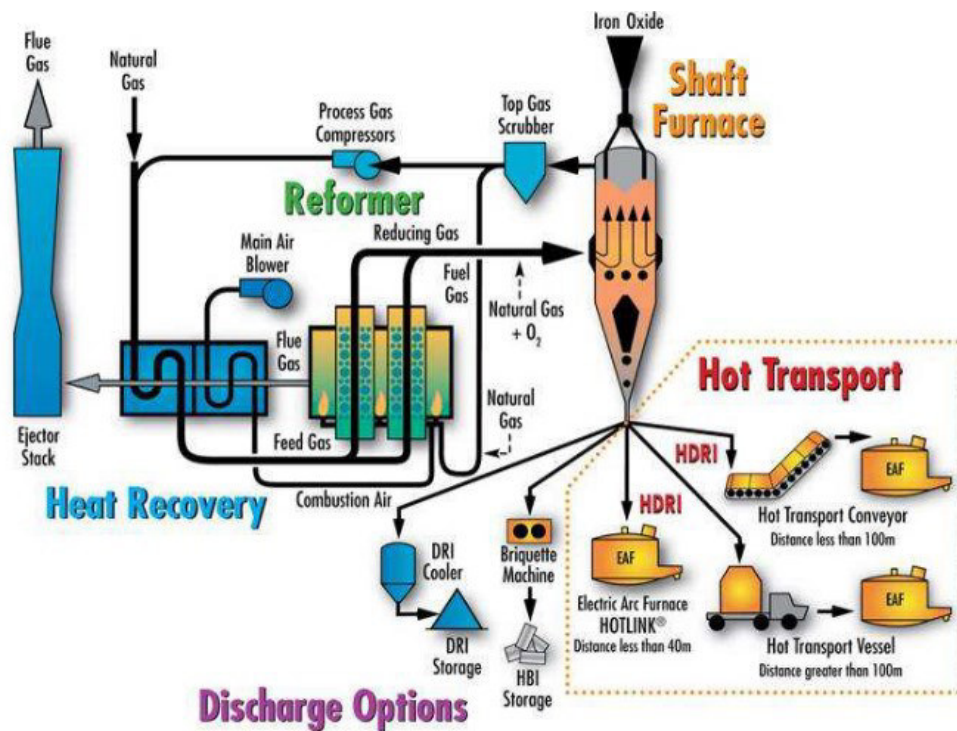 Iron Oxide
Flue
Gas
Natural
Gas
Shaft
Furnace
Process Gas
Compressors
Top Gas
Scrubber
Reformer
Reducing Gas
Main Air
Blower
Fuel
Gas
Natural Gas
+ O₂
Flue
Gas
Hot Transport
Natural
Gas
Ejector
Stack
Feed Gas
Heat Recovery
Combustion Air
HDRI
EAF
Hot Transport Conveyor
Distance less than 100m
HDRI
DRI
Cooler
Briquette
Machine
EAF
Electric Arc Furnace
HOTLINK®
Distance less than 40m
EAF
Hot Transport Vessel
Distance greater than 100m
DRI
Storage
HBI
Storage
Discharge Options